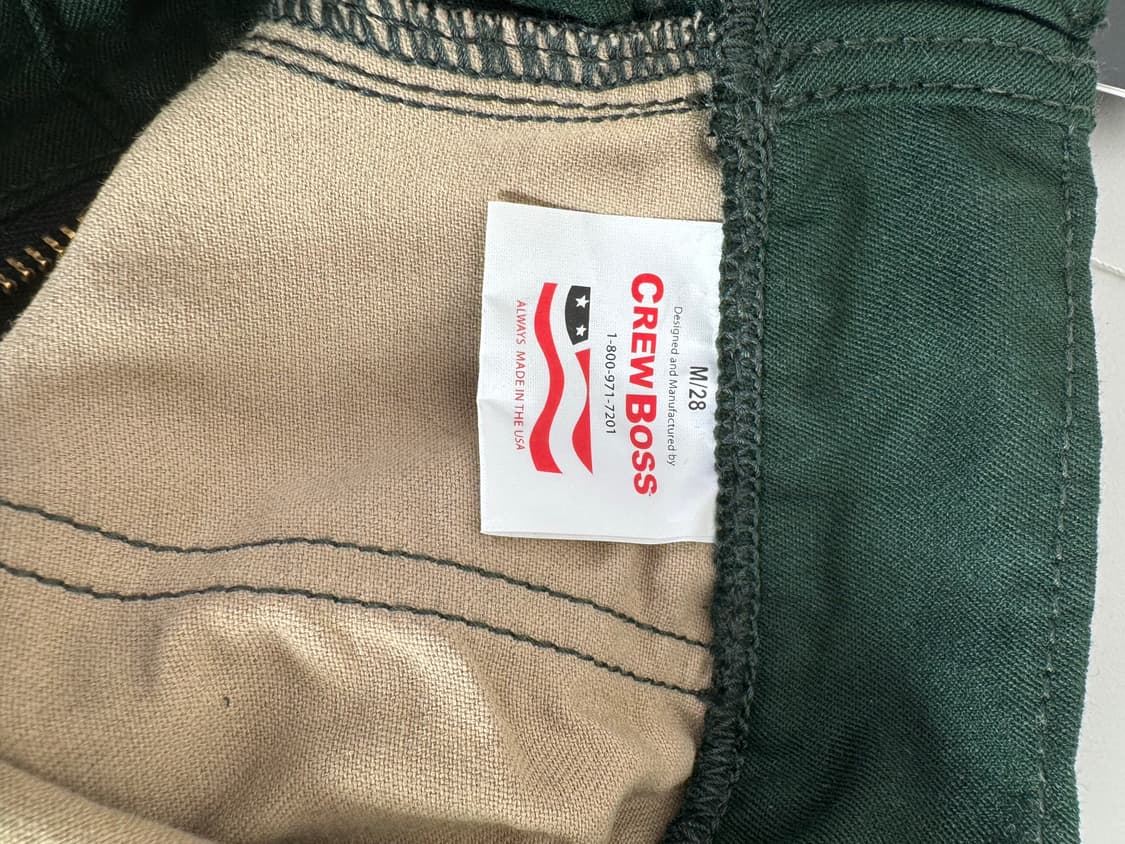 M/28
Designed and Manufactured by
CREW BOSS
1-800-971-7201
ALWAYS MADE IN THE USA